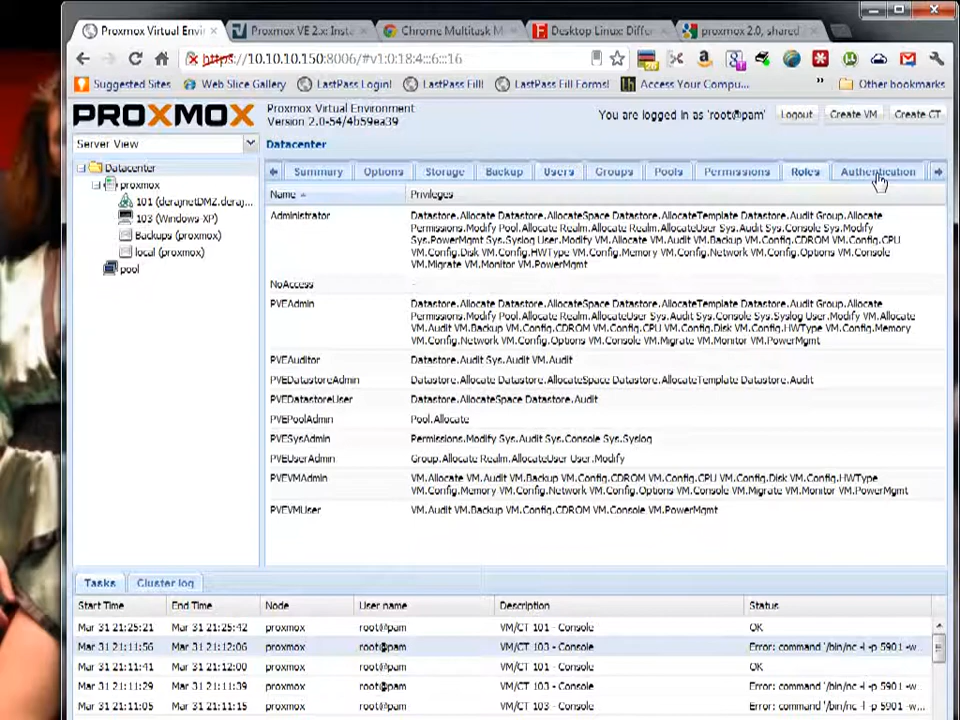 Proxmox Virtual Envi
Proxmox VE 2.x: Insta
Chrome Multitask M
Desktop Linux: Differ
proxmox 2.0, shared
https://10.10.10.150:8006/#v1:0:18:4:::6:::16
Suggested Sites
Web Slice Gallery
LastPass Login!
LastPass Fill!
LastPass Fill Forms!
Access Your Compu...
»
Other bookmarks
PROXMOX
Proxmox Virtual Environment
Version 2.0-54/4b59ea39
You are logged in as 'root@pam'
Logout
Create VM
Create CT
Server View
Datacenter
Datacenter
proxmox
101 (derajnetDMZ.deraj...
103 (Windows-XP)
Backups (proxmox)
local (proxmox)
pool
Summary
Options
Storage
Backup
Users
Groups
Pools
Permissions
Roles
Authentication
Name
Privileges
Administrator
Datastore.Allocate Datastore.AllocateSpace Datastore.AllocateTemplate Datastore.Audit Group.Allocate
Permissions.Modify Pool.Allocate Realm.Allocate Realm.AllocateUser Sys.Audit Sys.Console Sys.Modify
Sys.PowerMgmt Sys.Syslog User.Modify VM.Allocate VM.Audit VM.Backup VM.Config.CDROM VM.Config.CPU
VM.Config.Disk VM.Config.HWType VM.Config.Memory VM.Config.Network VM.Config.Options VM.Console
VM.Migrate VM.Monitor VM.PowerMgmt
NoAccess
-
PVEAdmin
Datastore.Allocate Datastore.AllocateSpace Datastore.AllocateTemplate Datastore.Audit Group.Allocate
Permissions.Modify Pool.Allocate Realm.AllocateUser Sys.Audit Sys.Console Sys.Syslog User.Modify VM.Allocate
VM.Audit VM.Backup VM.Config.CDROM VM.Config.CPU VM.Config.Disk VM.Config.HWType VM.Config.Memory
VM.Config.Network VM.Config.Options VM.Console VM.Migrate VM.Monitor VM.PowerMgmt
PVEAuditor
Datastore.Audit Sys.Audit VM.Audit
PVEDatastoreAdmin
Datastore.Allocate Datastore.AllocateSpace Datastore.AllocateTemplate Datastore.Audit
PVEDatastoreUser
Datastore.AllocateSpace Datastore.Audit
PVEPoolAdmin
Pool.Allocate
PVESysAdmin
Permissions.Modify Sys.Audit Sys.Console Sys.Syslog
PVEUserAdmin
Group.Allocate Realm.AllocateUser User.Modify
PVEVMAdmin
VM.Allocate VM.Audit VM.Backup VM.Config.CDROM VM.Config.CPU VM.Config.Disk VM.Config.HWType
VM.Config.Memory VM.Config.Network VM.Config.Options VM.Console VM.Migrate VM.Monitor VM.PowerMgmt
PVEVMUser
VM.Audit VM.Backup VM.Config.CDROM VM.Console VM.PowerMgmt
Tasks
Cluster log
Start Time
End Time
Node
User name
Description
Status
Mar 31 21:25:21
Mar 31 21:25:42
proxmox
root@pam
VM/CT 101 - Console
OK
Mar 31 21:11:56
Mar 31 21:12:06
proxmox
root@pam
VM/CT 103 - Console
Error: command '/bin/nc -l -p 5901 -w...
Mar 31 21:11:41
Mar 31 21:12:00
proxmox
root@pam
VM/CT 101 - Console
OK
Mar 31 21:11:29
Mar 31 21:11:39
proxmox
root@pam
VM/CT 103 - Console
Error: command '/bin/nc -l -p 5901 -w...
Mar 31 21:11:05
Mar 31 21:11:15
proxmox
root@pam
VM/CT 103 - Console
Error: command '/bin/nc -l -p 5901 -w...